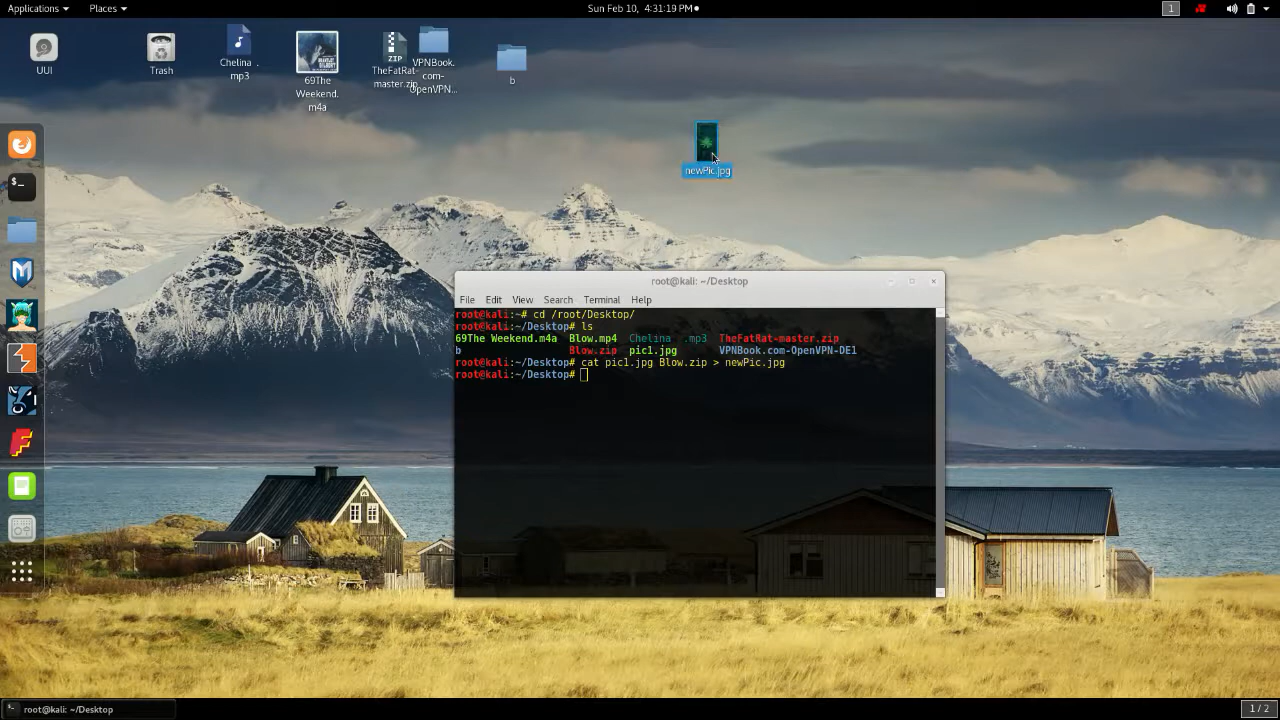 Applications Places Sun Feb 10, 4:31:19 PM 1
UUI
Trash
Chelina .
mp3
69The
Weekend.
m4a
ZIP
TheFatRat-
master.zip
VPNBook.
com-
OpenVPN...
b
newPic.jpg
root@kali: ~/Desktop
File Edit View Search Terminal Help
root@kali:~# cd /root/Desktop/
root@kali:~/Desktop# ls
69The Weekend.m4a Blow.mp4 Chelina .mp3 TheFatRat-master.zip
b Blow.zip pic1.jpg VPNBook.com-OpenVPN-DE1
root@kali:~/Desktop# cat pic1.jpg Blow.zip > newPic.jpg
root@kali:~/Desktop#
root@kali: ~/Desktop
1 / 2